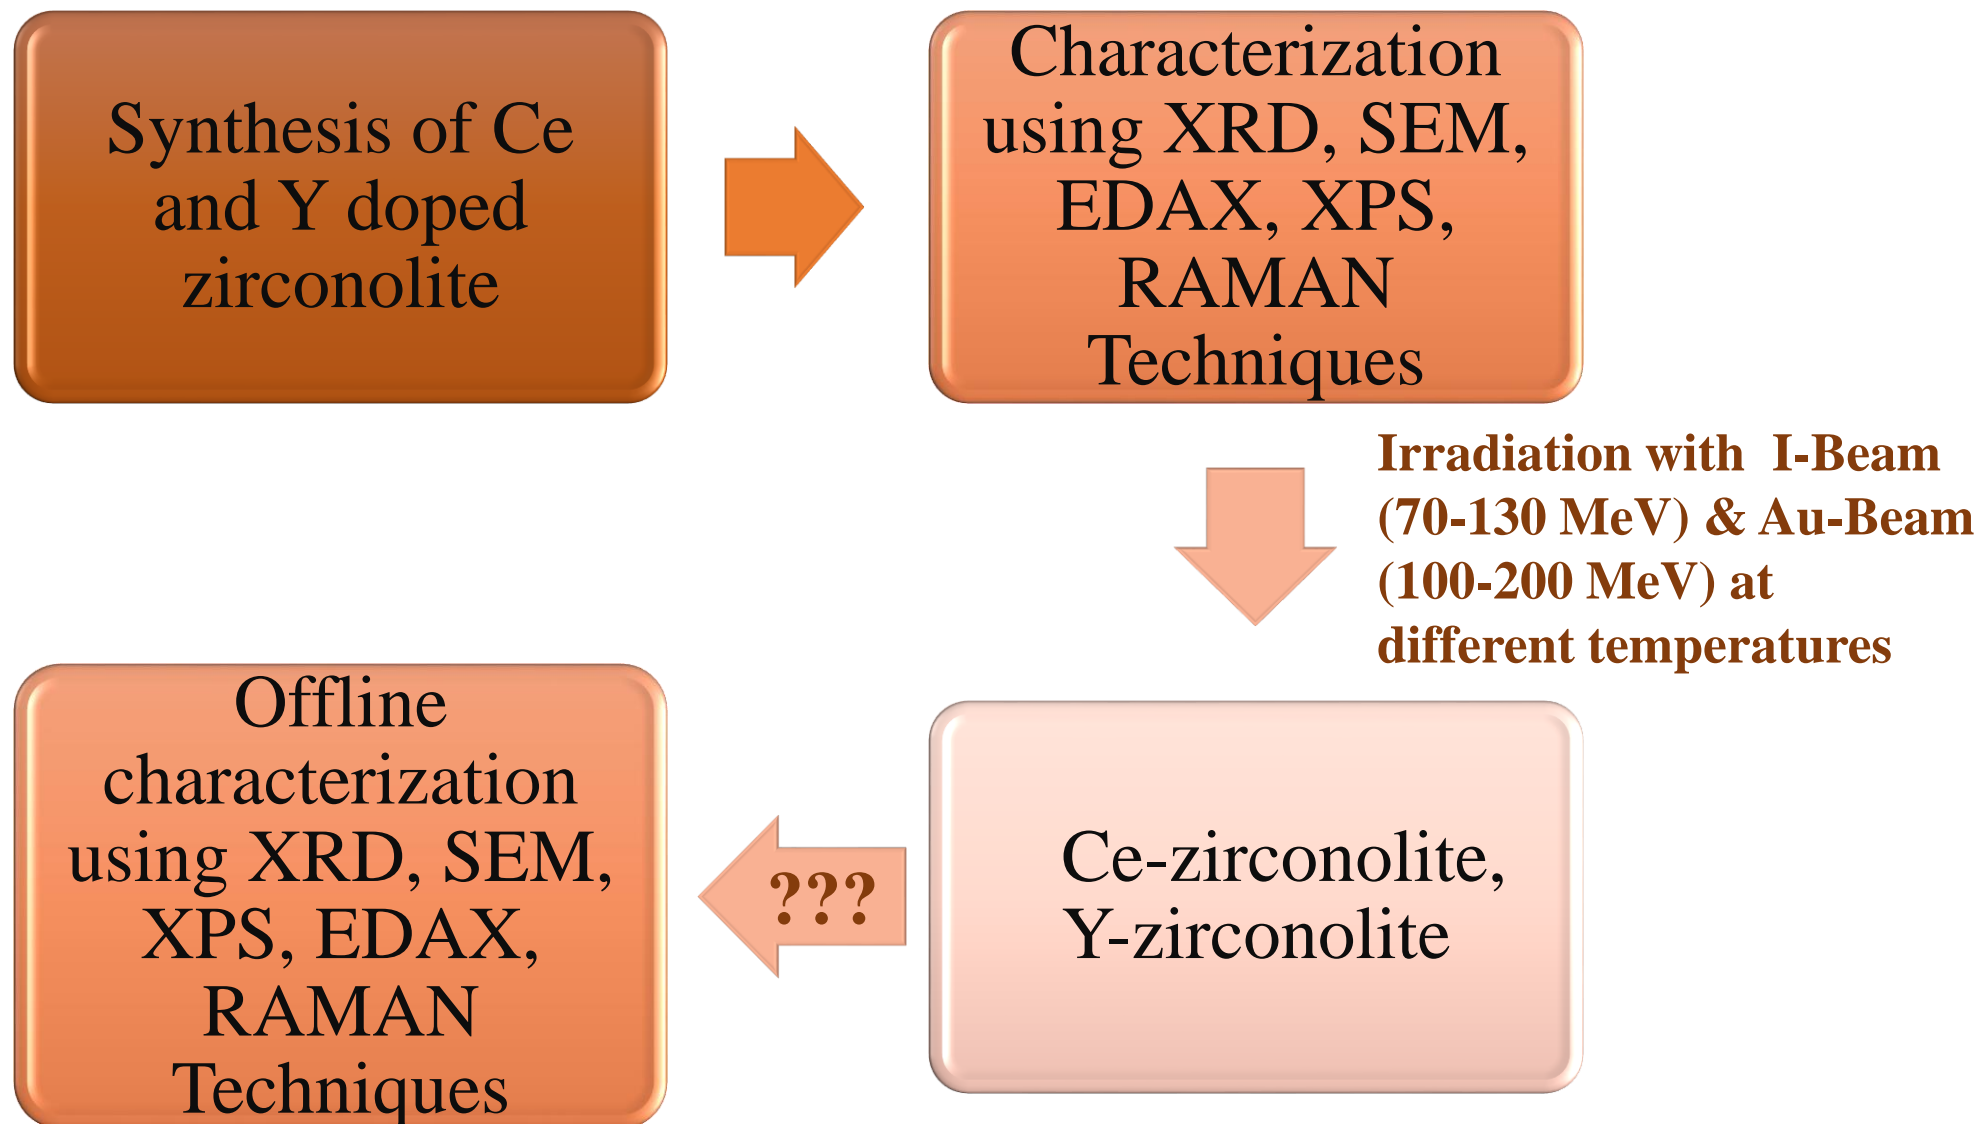 Synthesis of Ce
and Y doped
zirconolite
Characterization
using XRD, SEM,
EDAX, XPS,
RAMAN
Techniques
Irradiation with  I-Beam
(70-130 MeV) & Au-Beam
(100-200 MeV) at
different temperatures
Ce-zirconolite,
Y-zirconolite
???
Offline
characterization
using XRD, SEM,
XPS, EDAX,
RAMAN
Techniques